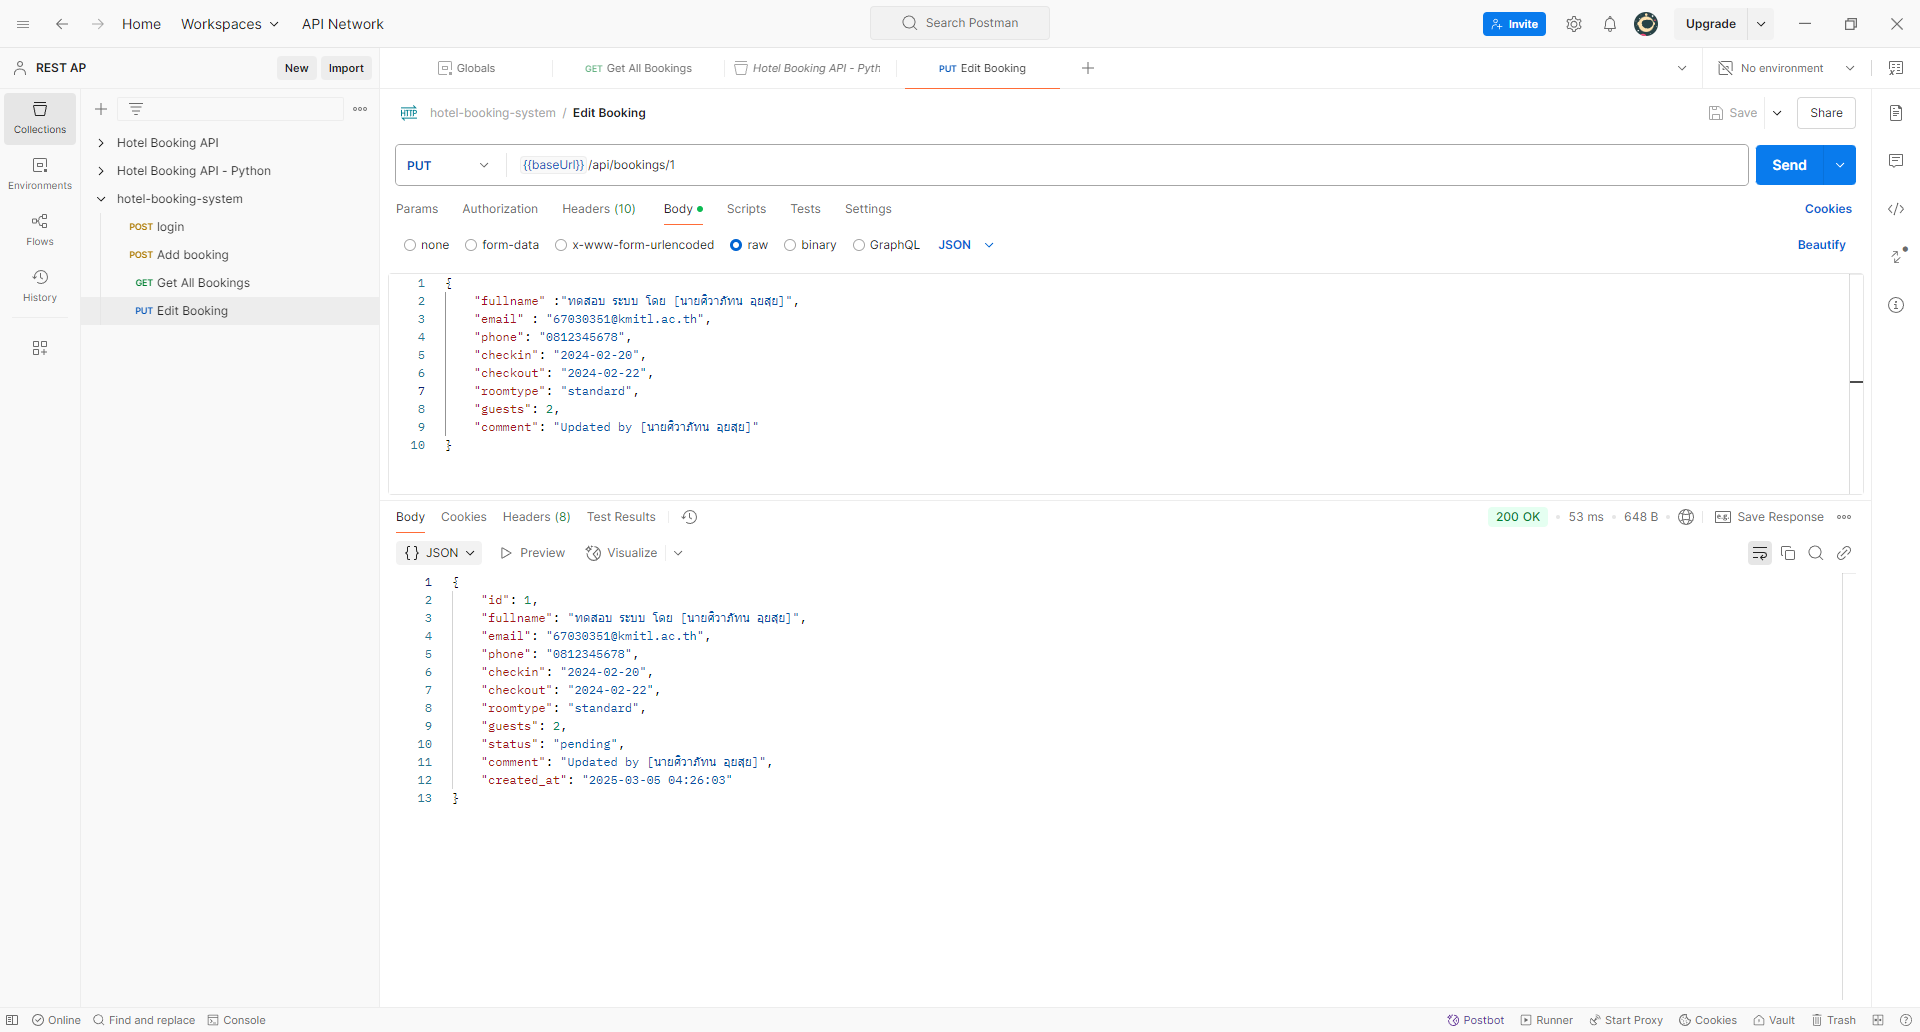 Home
Workspaces
API Network
Search Postman
Invite
Upgrade
REST AP
New
Import
Globals
GET Get All Bookings
Hotel Booking API - Pyth
PUT Edit Booking
No environment
Collections
Environments
Flows
History
Hotel Booking API
Hotel Booking API - Python
hotel-booking-system
POST login
POST Add booking
GET Get All Bookings
PUT Edit Booking
HTTP hotel-booking-system / Edit Booking
Save
Share
PUT
{{baseUrl}} /api/bookings/1
Send
Params Authorization Headers (10) Body Scripts Tests Settings
Cookies
none form-data x-www-form-urlencoded raw binary GraphQL JSON
Beautify
1 {
2 "fullname" :"ทดสอบ ระบบ โดย [นายศิวาภัทน อุยสุย]",
3 "email" : "67030351@kmitl.ac.th",
4 "phone": "0812345678",
5 "checkin": "2024-02-20",
6 "checkout": "2024-02-22",
7 "roomtype": "standard",
8 "guests": 2,
9 "comment": "Updated by [นายศิวาภัทน อุยสุย]"
10 }
Body Cookies Headers (8) Test Results
200 OK • 53 ms • 648 B
e.g. Save Response
{} JSON
Preview
Visualize
1 {
2 "id": 1,
3 "fullname": "ทดสอบ ระบบ โดย [นายศิวาภัทน อุยสุย]",
4 "email": "67030351@kmitl.ac.th",
5 "phone": "0812345678",
6 "checkin": "2024-02-20",
7 "checkout": "2024-02-22",
8 "roomtype": "standard",
9 "guests": 2,
10 "status": "pending",
11 "comment": "Updated by [นายศิวาภัทน อุยสุย]",
12 "created_at": "2025-03-05 04:26:03"
13 }
Online
Find and replace
Console
Postbot
Runner
Start Proxy
Cookies
Vault
Trash